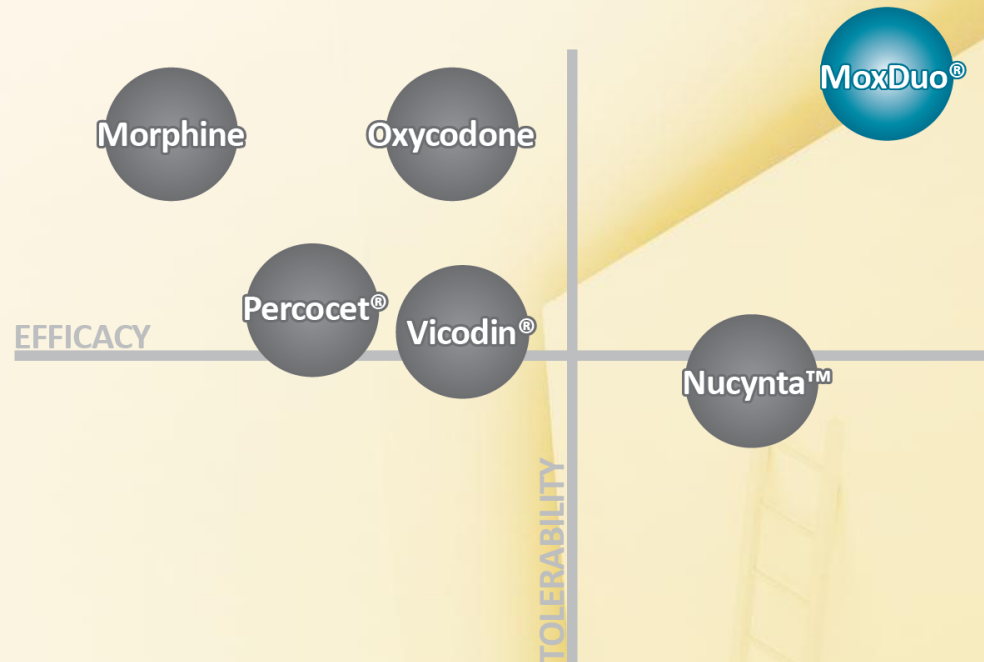 MoxDuo®
Morphine
Oxycodone
Percocet®
Vicodin®
EFFICACY
Nucynta™
TOLERABILITY